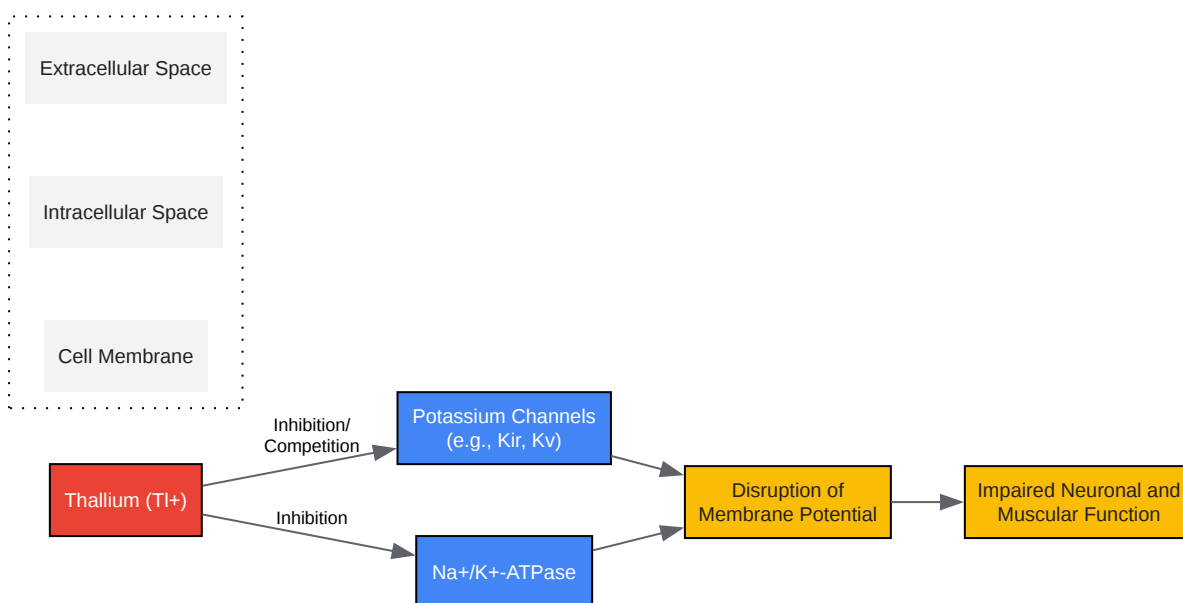 Extracellular Space
Intracellular Space
Cell Membrane
Inhibition/
Competition
Potassium Channels
(e.g., Kir, Kv)
Thallium (Tl+)
Inhibition
Na+/K+-ATPase
Disruption of
Membrane Potential
Impaired Neuronal and
Muscular Function